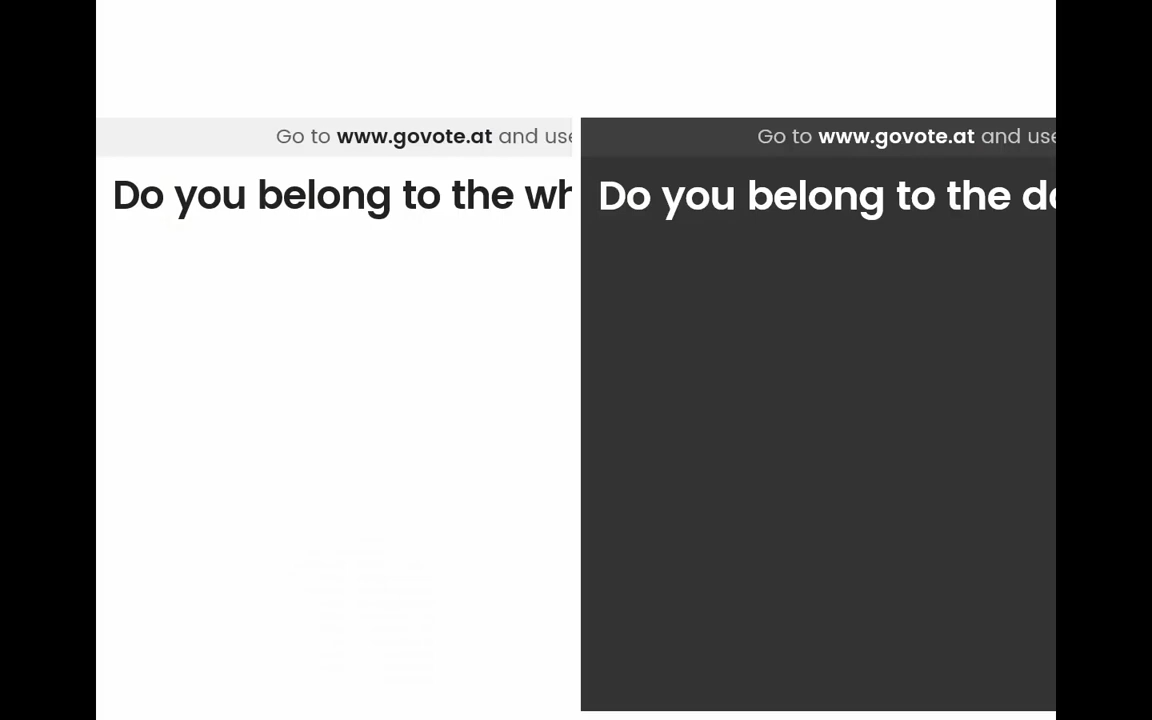 Go to www.govote.at and use
Do you belong to the wh
Go to www.govote.at and use
Do you belong to the da